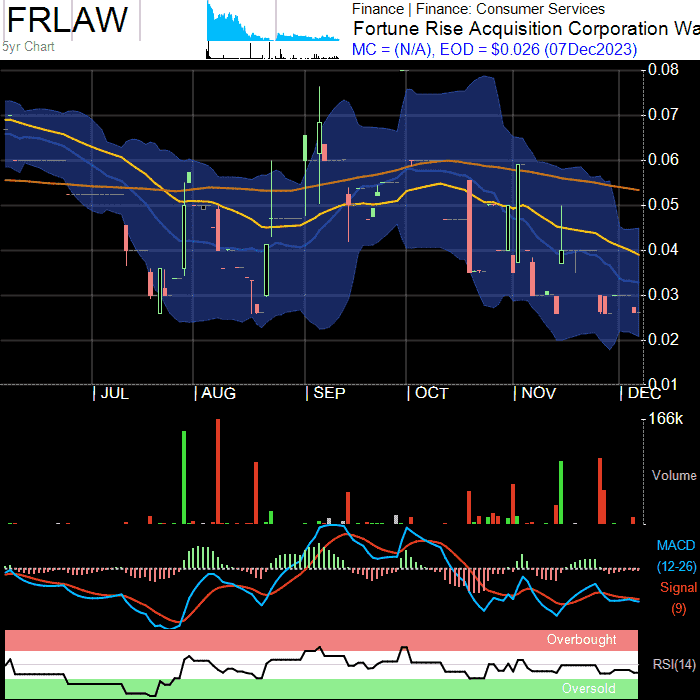 FRLAW
5yr Chart
Finance | Finance: Consumer Services
Fortune Rise Acquisition Corporation Wa
MC = (N/A), EOD = $0.026 (07Dec2023)
0.08
0.07
0.06
0.05
0.04
0.03
0.02
0.01
| JUL | AUG | SEP | OCT | NOV | DEC
166k
Volume
MACD
(12-26)
Signal
(9)
Overbought
RSI(14)
Oversold